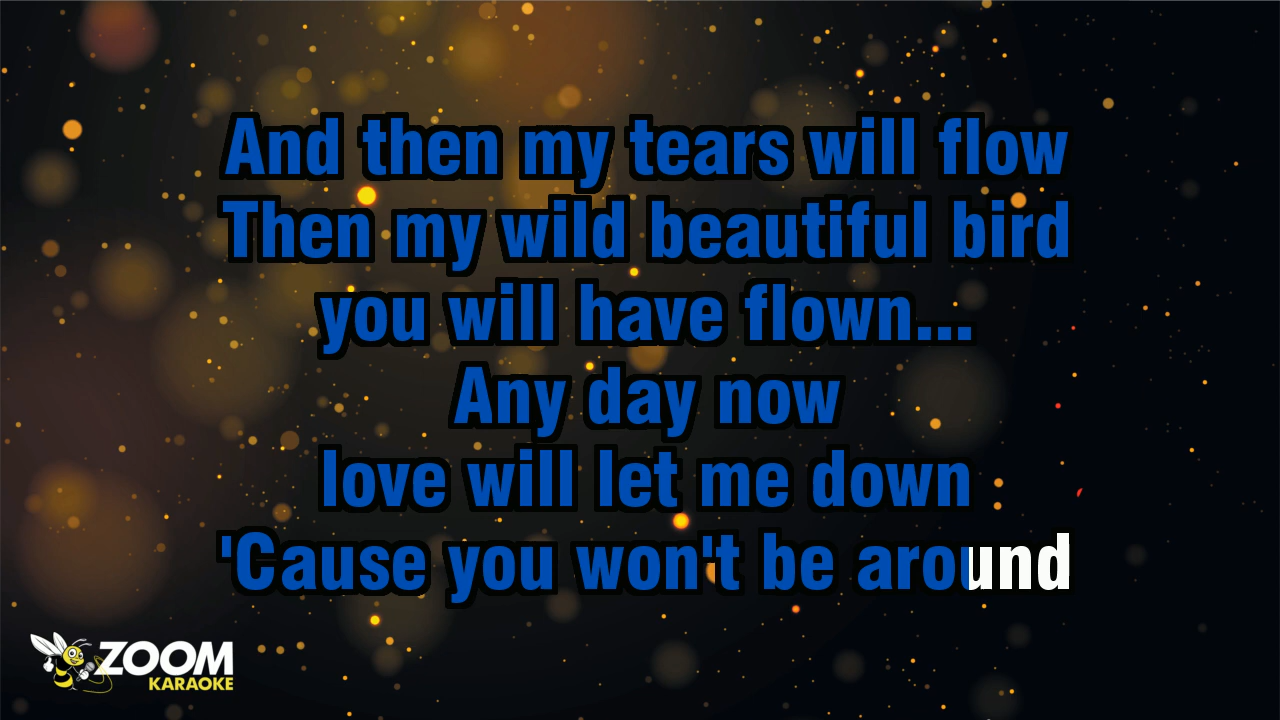 And then my tears will flow
Then my wild beautiful bird
you will have flown...
Any day now
love will let me down
'Cause you won't be around
ZOOM
KARAOKE